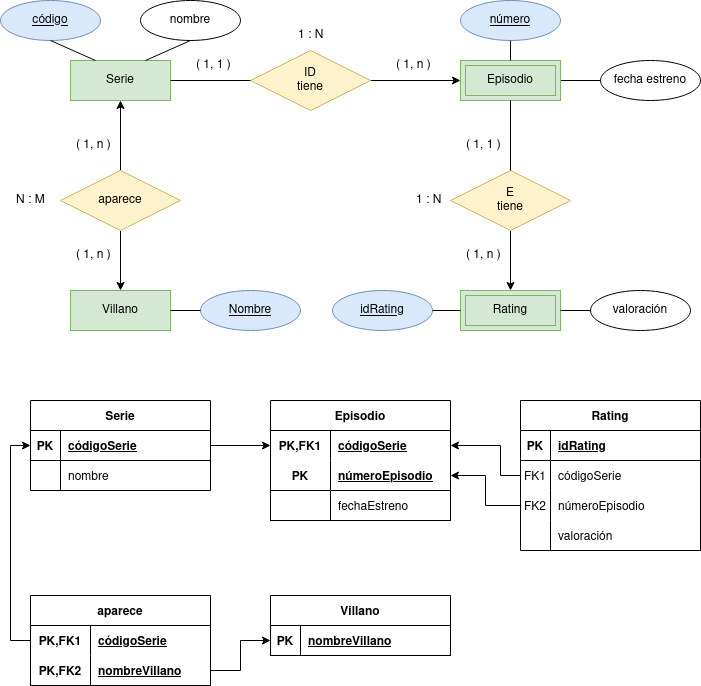 código
nombre
Serie
( 1, 1 )
1 : N
ID
tiene
( 1, n )
número
Episodio
fecha estreno
( 1, n )
N : M
aparece
( 1, n )
Villano
Nombre
( 1, 1 )
1 : N
E
tiene
( 1, n )
idRating
Rating
valoración
Serie
PK códigoSerie
nombre
Episodio
PK,FK1 códigoSerie
PK númeroEpisodio
fechaEstreno
Rating
PK idRating
FK1 códigoSerie
FK2 númeroEpisodio
valoración
aparece
PK,FK1 códigoSerie
PK,FK2 nombreVillano
Villano
PK nombreVillano